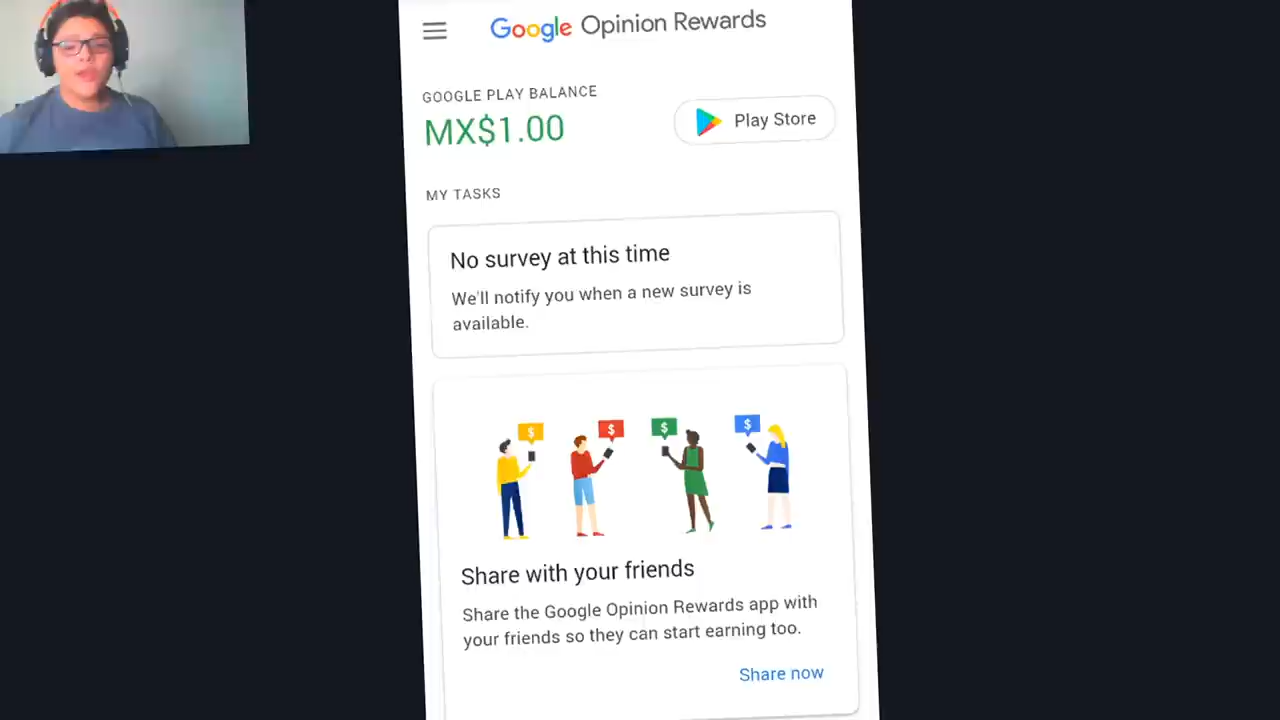 Google Opinion Rewards
GOOGLE PLAY BALANCE
MX$1.00
Play Store
MY TASKS
No survey at this time
We'll notify you when a new survey is
available.
$ $ $ $
Share with your friends
Share the Google Opinion Rewards app with
your friends so they can start earning too.
Share now